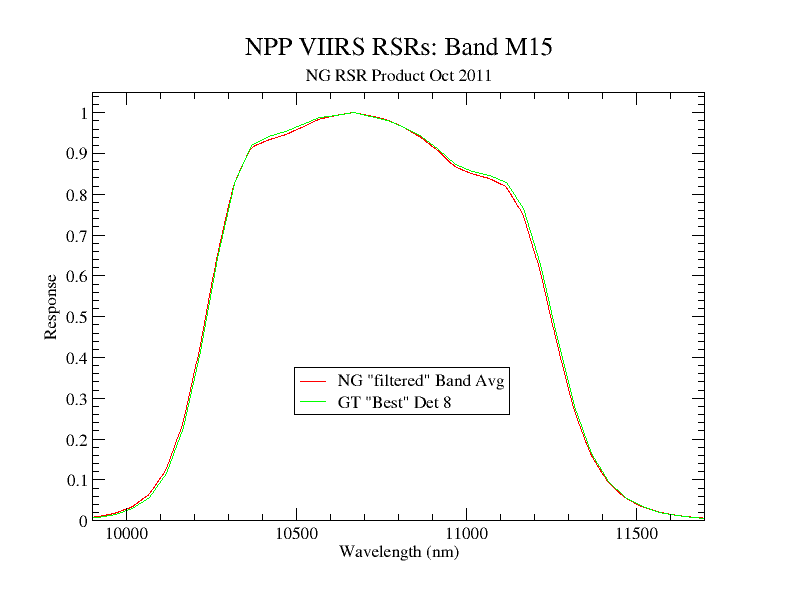 NPP VIIRS RSRs: Band M15
NG RSR Product Oct 2011
1
0.9
0.8
0.7
0.6
0.5
0.4
0.3
0.2
0.1
0
Response
NG "filtered" Band Avg
GT "Best" Det 8
10000 10500 11000 11500
Wavelength (nm)